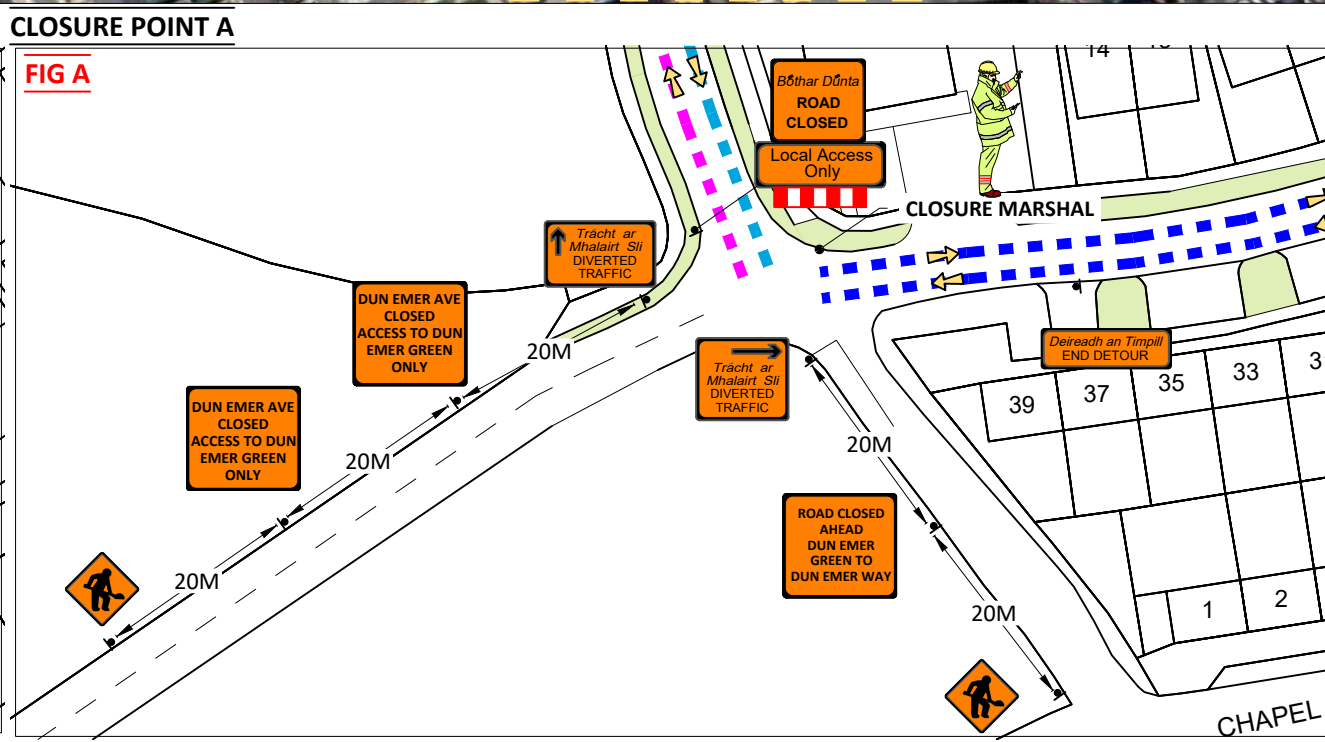 CLOSURE POINT A
FIG A
14
Bóthar Dúnta
ROAD
CLOSED
Local Access
Only
CLOSURE MARSHAL
Trácht ar
Mhalairt Sli
DIVERTED
TRAFFIC
DUN EMER AVE
CLOSED
ACCESS TO DUN
EMER GREEN
ONLY
20M
DUN EMER AVE
CLOSED
ACCESS TO DUN
EMER GREEN
ONLY
20M
20M
Trácht ar
Mhalairt Sli
DIVERTED
TRAFFIC
Deireadh an Timpill
END DETOUR
39
37
35
33
20M
ROAD CLOSED
AHEAD
DUN EMER
GREEN TO
DUN EMER WAY
20M
1
2
CHAPEL